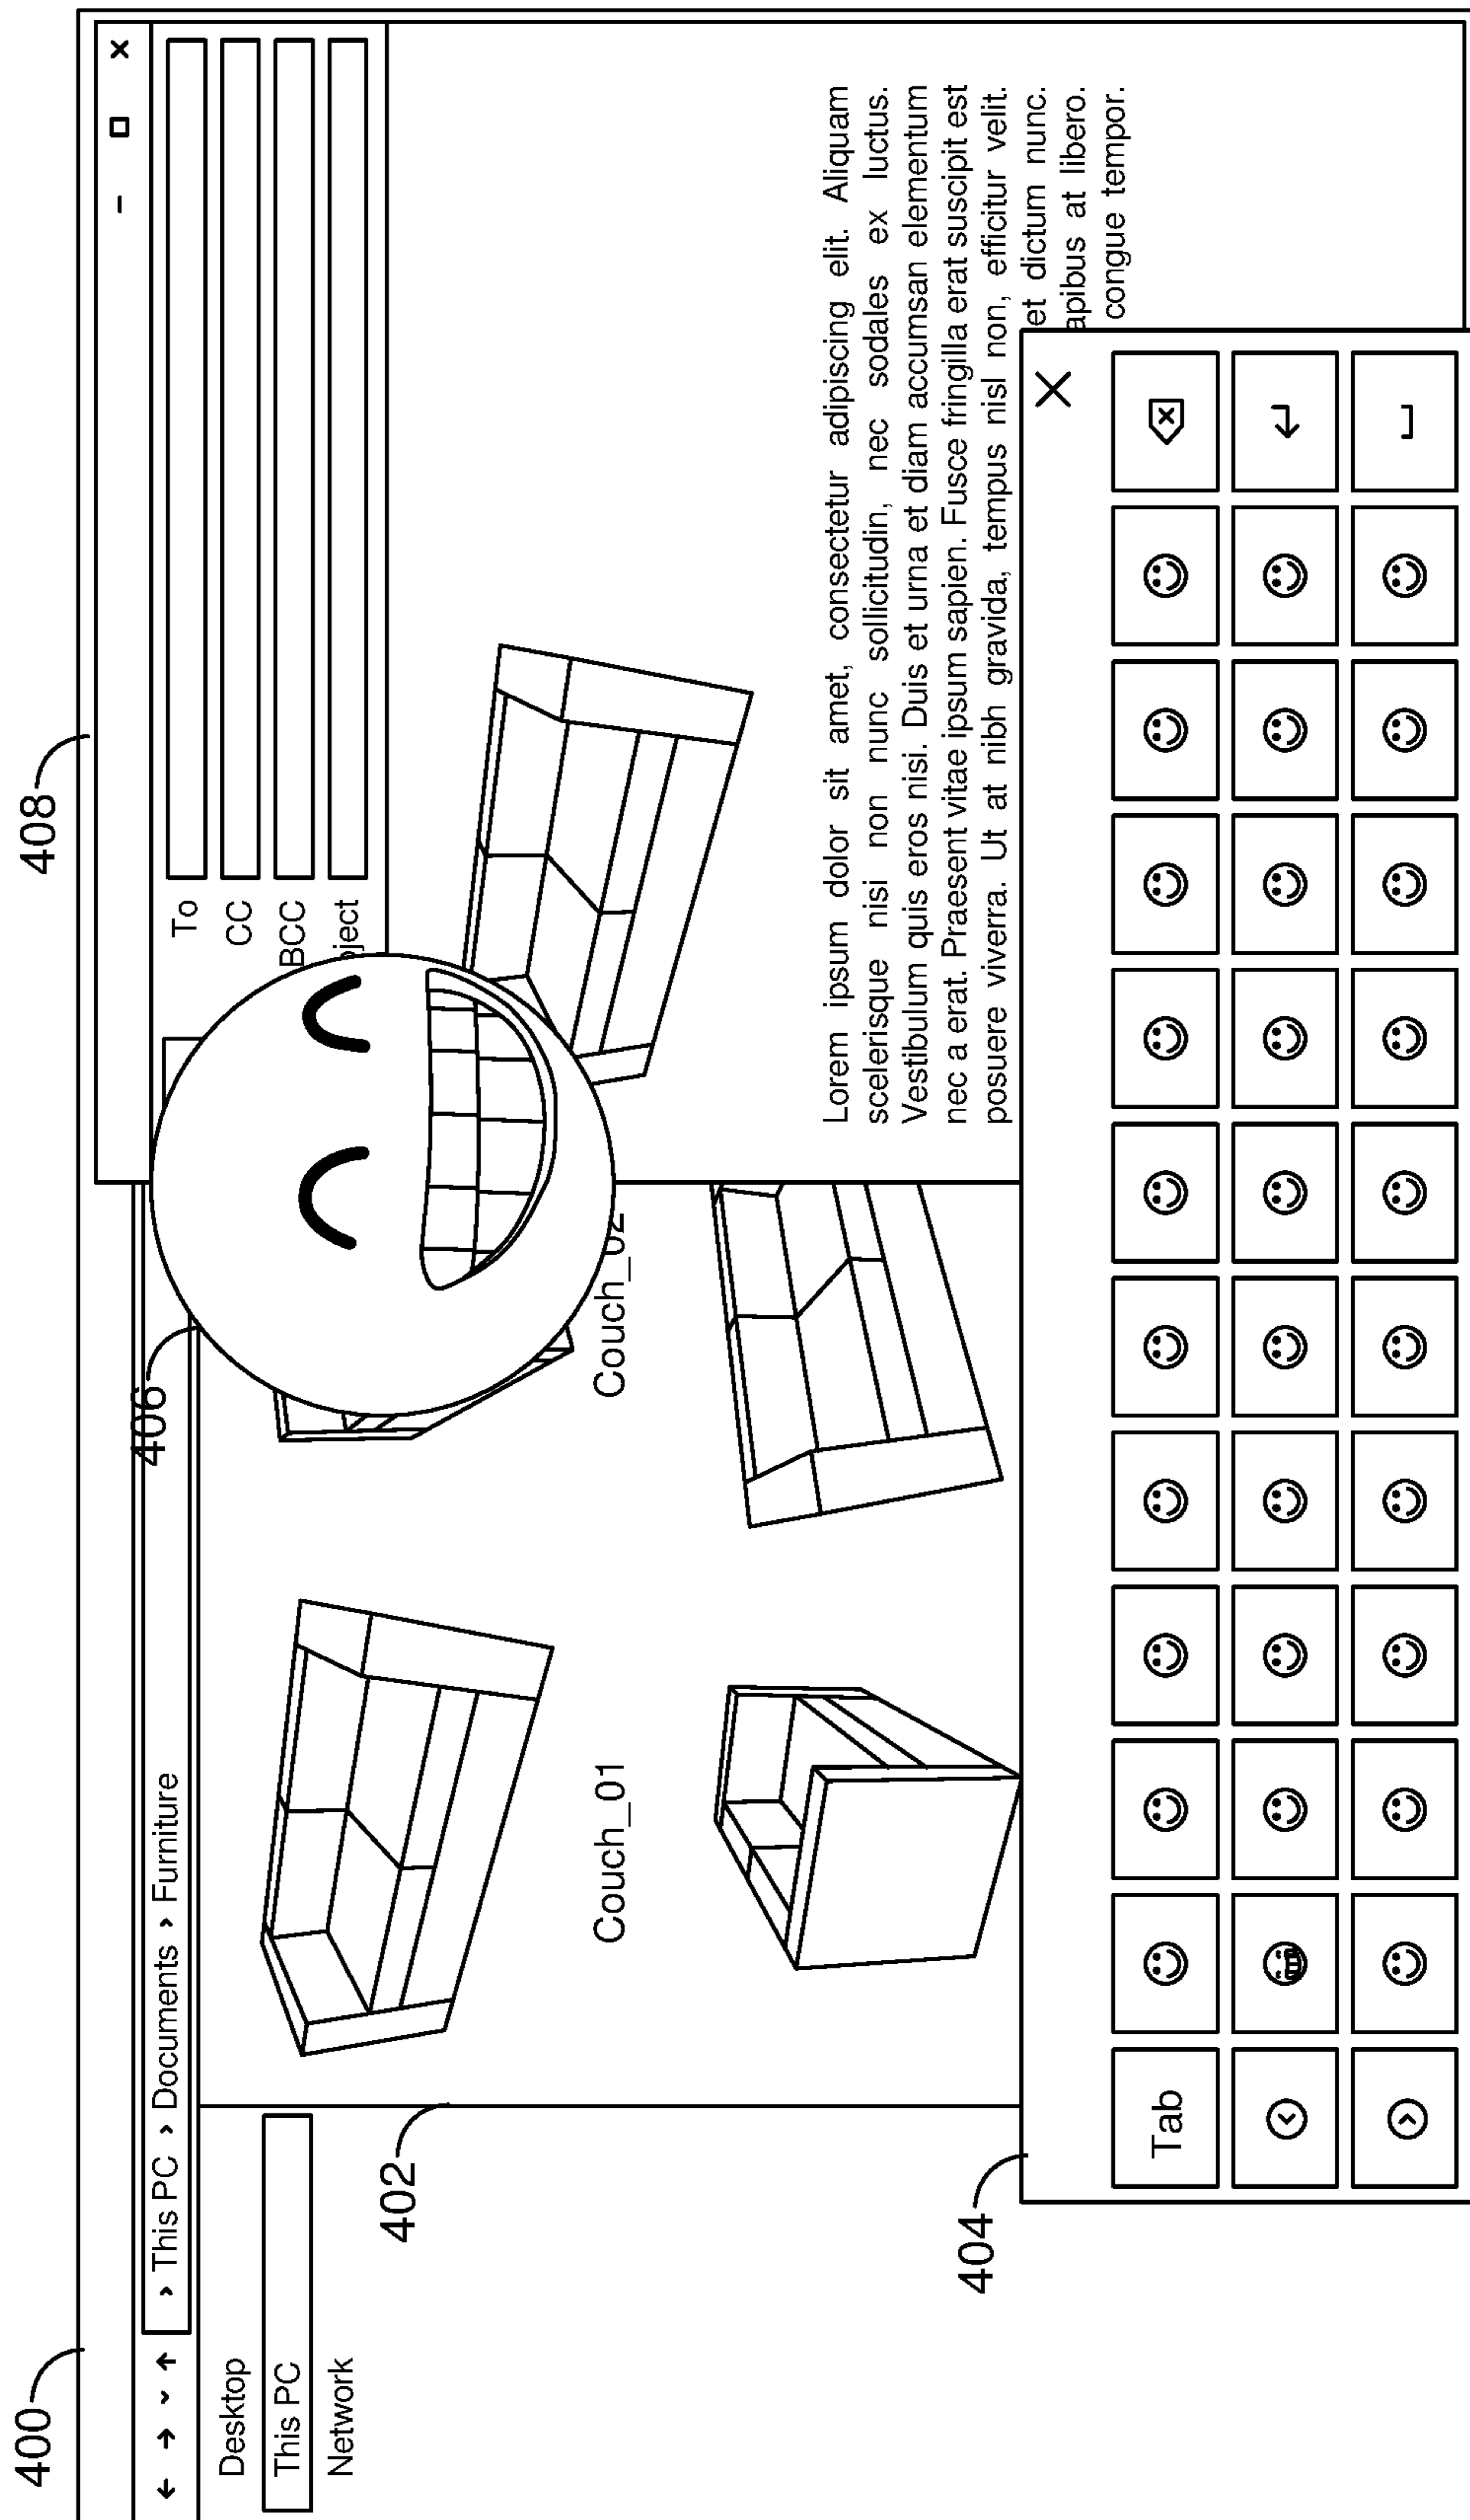 400
408
To
CC
BCC
> This PC > Documents > Furniture
406
Desktop
This PC
Network
402
Couch_01
Couch_02
Lorem ipsum dolor sit amet, consectetur adipiscing elit. Aliquam
scelerisque nisi non nunc sollicitudin, nec sodales ex luctus.
Vestibulum quis eros nisi. Duis et urna et diam accumsan elementum
nec a erat. Praesent vitae ipsum sapien. Fusce fringilla erat suscipit est
posuere viverra. Ut at nibh gravida, tempus nisl non, efficitur velit.
et dictum nunc.
apibus at libero.
congue tempor.
404
Tab